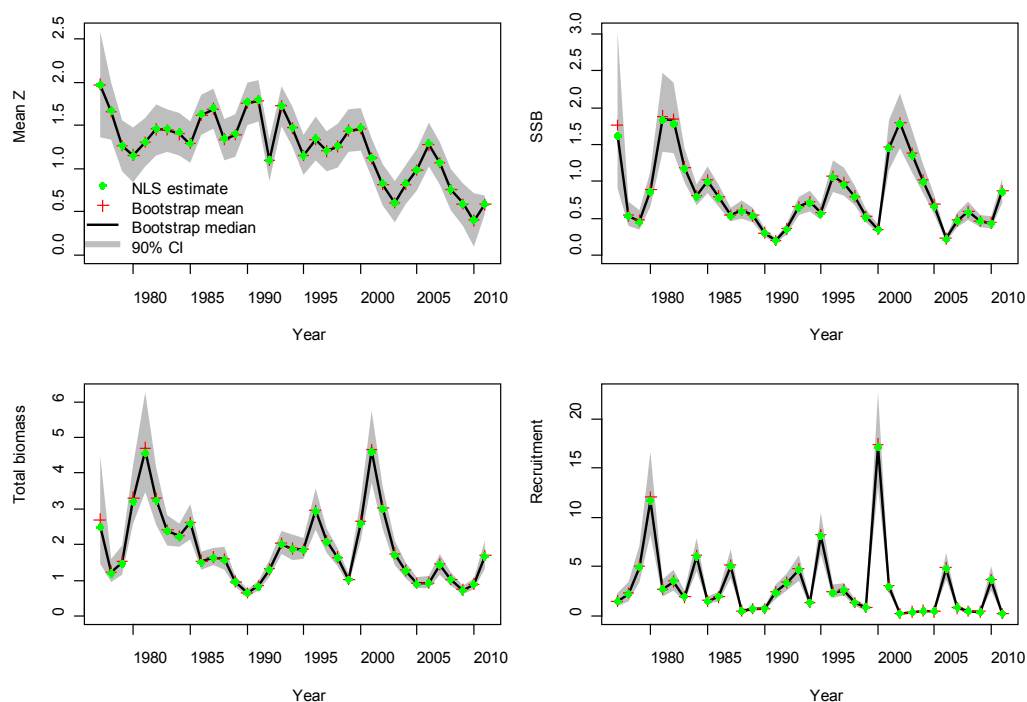 Mean Z
2.5
2.0
1.5
1.0
0.5
0.0
NLS estimate
Bootstrap mean
Bootstrap median
90% CI
1980 1985 1990 1995 2000 2005 2010
Year
SSB
3.0
2.5
2.0
1.5
1.0
0.5
0.0
1980 1985 1990 1995 2000 2005 2010
Year
Total biomass
6
5
4
3
2
1
0
1980 1985 1990 1995 2000 2005 2010
Year
Recruitment
20
15
10
5
0
1980 1985 1990 1995 2000 2005 2010
Year